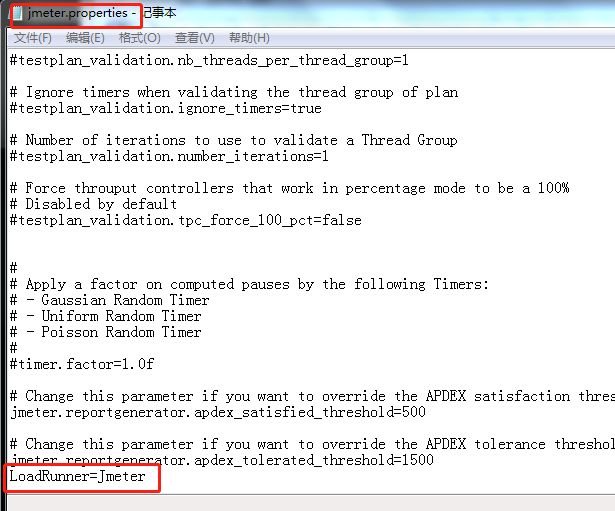 jmeter.properties - 记事本
文件(F) 编辑(E) 格式(O) 查看(V) 帮助(H)
#testplan_validation.nb_threads_per_thread_group=1
# Ignore timers when validating the thread group of plan
#testplan_validation.ignore_timers=true
# Number of iterations to use to validate a Thread Group
#testplan_validation.number_iterations=1
# Force throuput controllers that work in percentage mode to be a 100%
# Disabled by default
#testplan_validation.tpc_force_100_pct=false
#
# Apply a factor on computed pauses by the following Timers:
# - Gaussian Random Timer
# - Uniform Random Timer
# - Poisson Random Timer
#
#timer.factor=1.0f
# Change this parameter if you want to override the APDEX satisfaction thres
jmeter.reportgenerator.apdex_satisfied_threshold=500
# Change this parameter if you want to override the APDEX tolerance threshol
jmeter.reportgenerator.apdex_tolerated_threshold=1500
LoadRunner=Jmeter